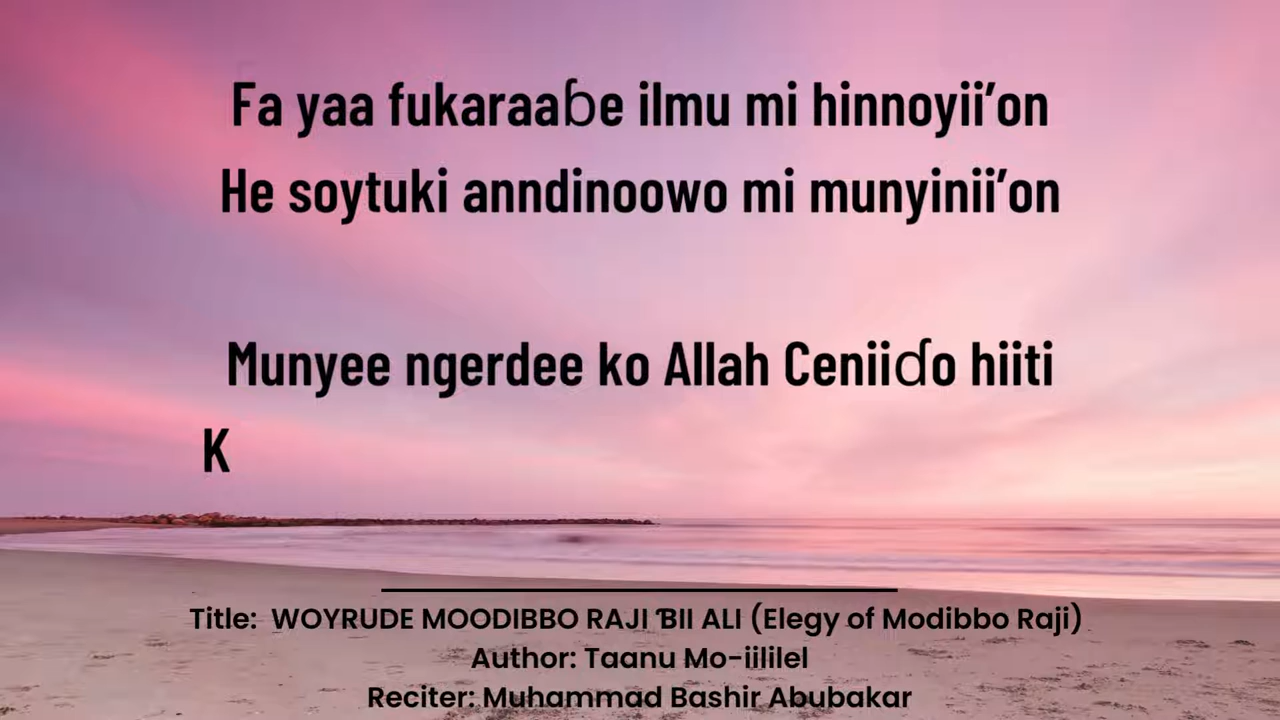 Fa yaa fukaraaɓe ilmu mi hinnoyii'on
He soytuki anndinoowo mi munyinii'on
Munyee ngerdee ko Allah Ceniiɗo hiiti
K
Title: WOYRUDE MOODIBBO RAJI ƁII ALI (Elegy of Modibbo Raji)
Author: Taanu Mo-iililel
Reciter: Muhammad Bashir Abubakar